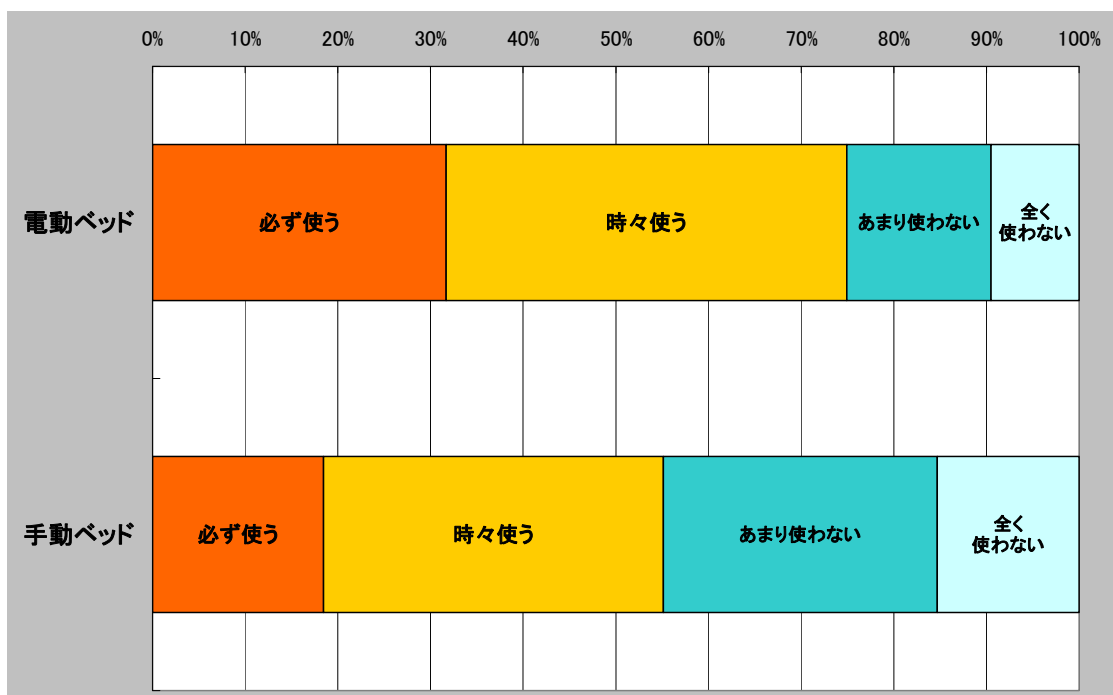 0% 10% 20% 30% 40% 50% 60% 70% 80% 90% 100%
電動ベッド 必ず使う 時々使う あまり使わない 全く
使わない
手動ベッド 必ず使う 時々使う あまり使わない 全く
使わない